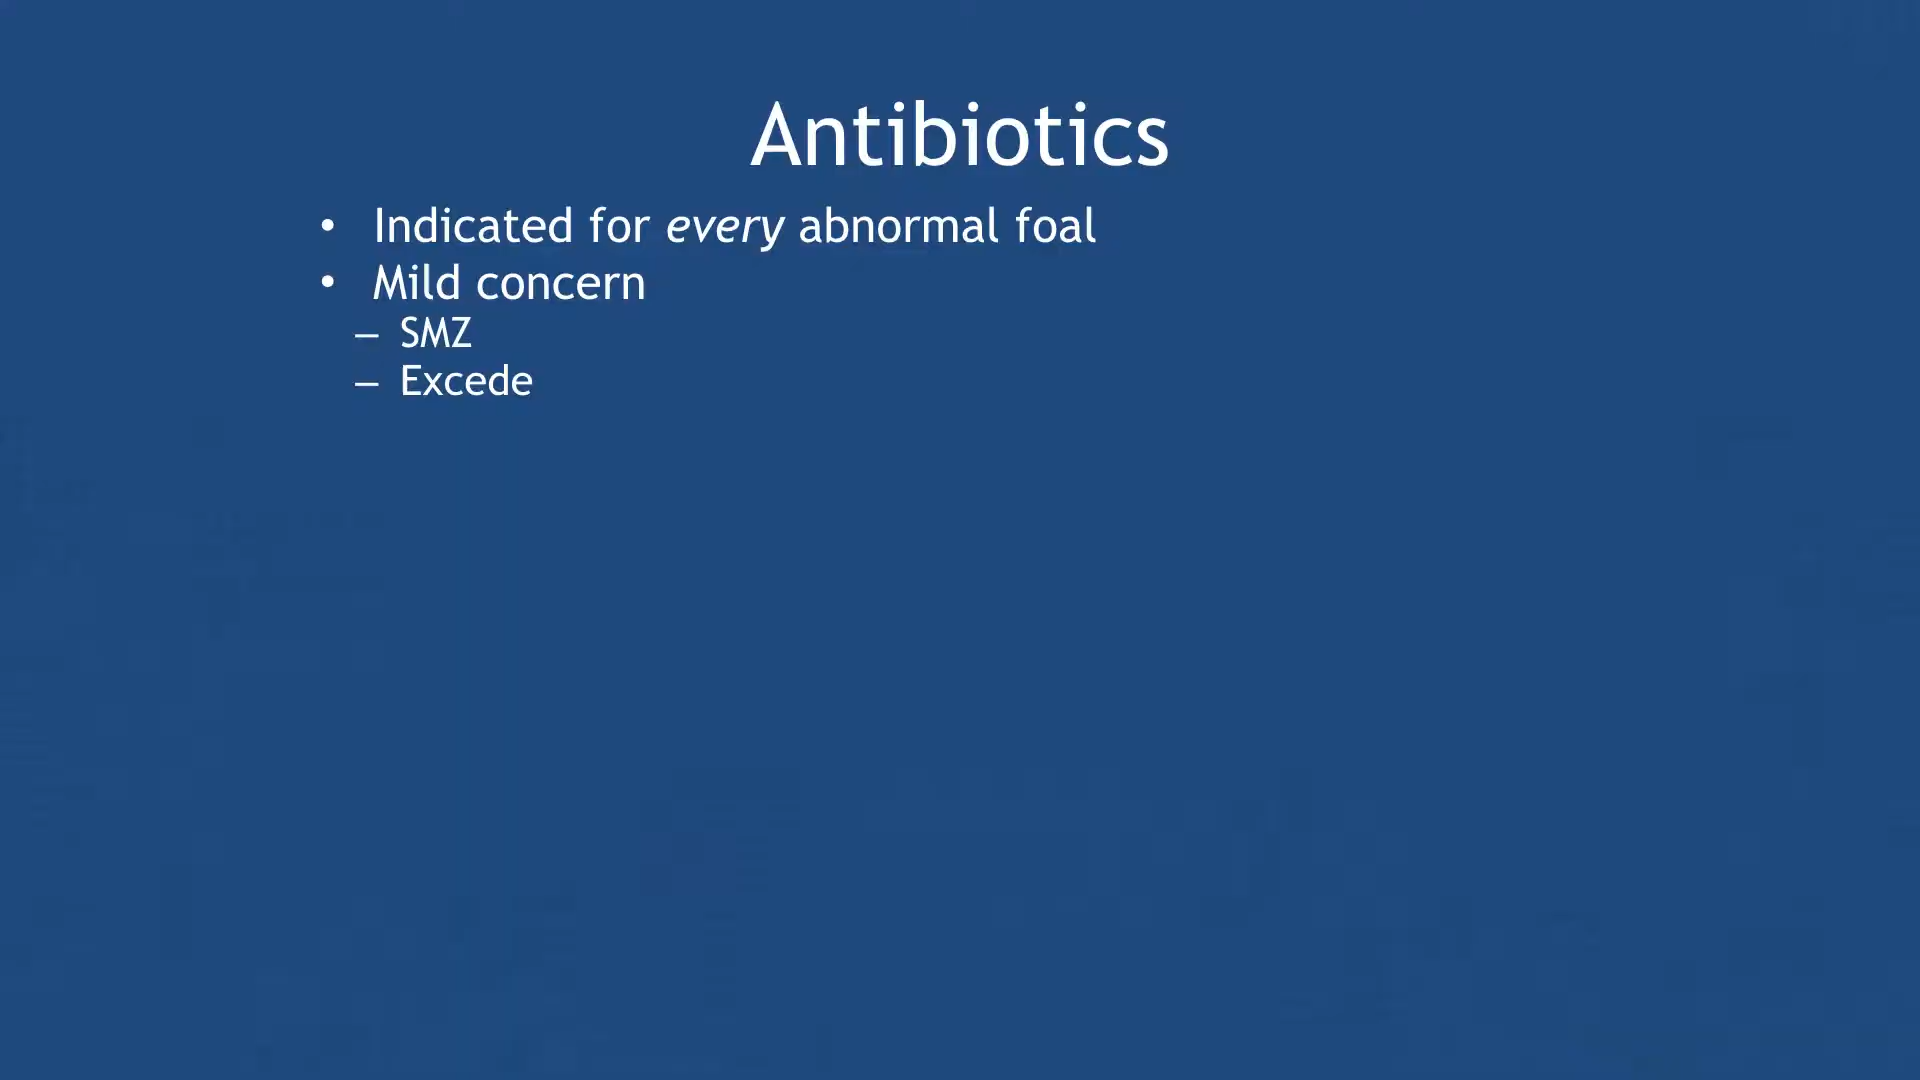 Antibiotics
• Indicated for every abnormal foal
• Mild concern
– SMZ
– Excede